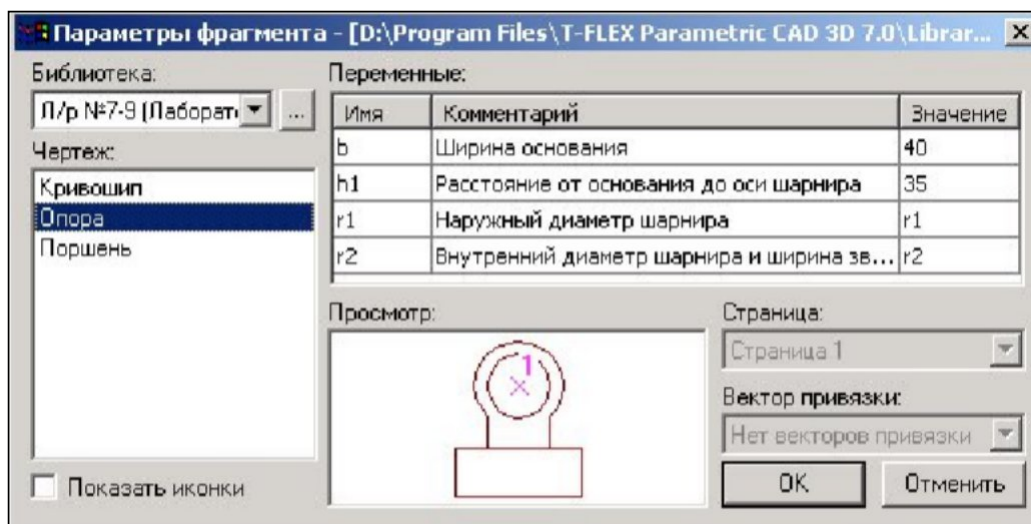 Параметры фрагмента - [D:\Program Files\T-FLEX Parametric CAD 3D 7.0\Librar...
Библиотека:
Л/р №7-9 (Лаборат
...
Чертеж:
Кривошип
Опора
Поршень
Показать иконки
Переменные:
Имя Комментарий Значение
b Ширина основания 40
h1 Расстояние от основания до оси шарнира 35
r1 Наружный диаметр шарнира r1
r2 Внутренний диаметр шарнира и ширина зв... r2
Просмотр:
1
Страница:
Страница 1
Вектор привязки:
Нет векторов привязки
OK Отменить